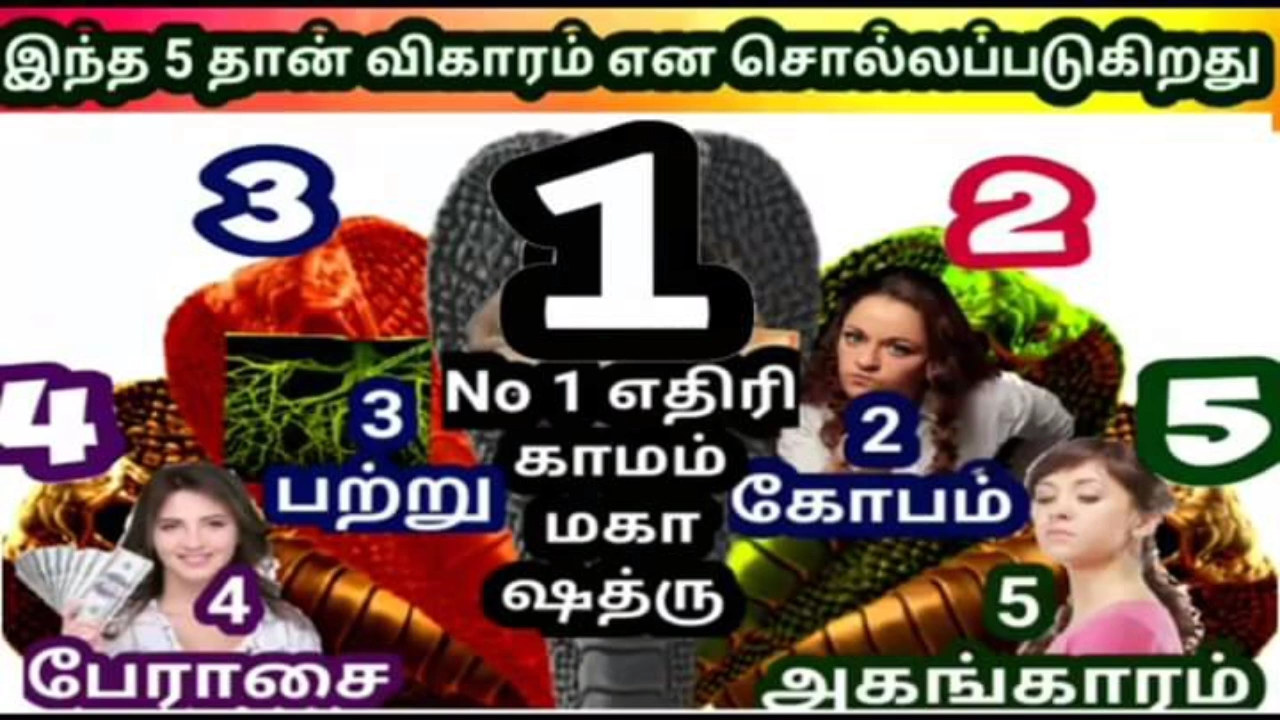 இந்த 5 தான் விகாரம் என சொல்லப்படுகிறது
1
No 1 எதிரி
காமம்
மகா
ஷத்ரு
2
2
கோபம்
3
3
பற்று
4
4
பேராசை
5
5
அகங்காரம்